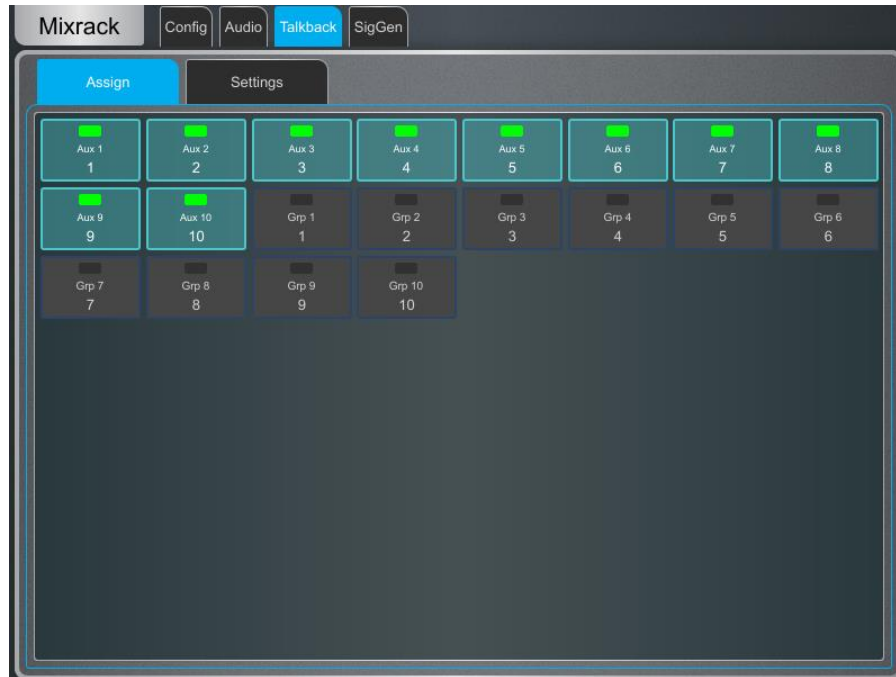 Mixrack Config Audio Talkback SigGen
Assign Settings
Aux 1 Aux 2 Aux 3 Aux 4 Aux 5 Aux 6 Aux 7 Aux 8
1 2 3 4 5 6 7 8
Aux 9 Aux 10 Grp 1 Grp 2 Grp 3 Grp 4 Grp 5 Grp 6
9 10 1 2 3 4 5 6
Grp 7 Grp 8 Grp 9 Grp 10
7 8 9 10